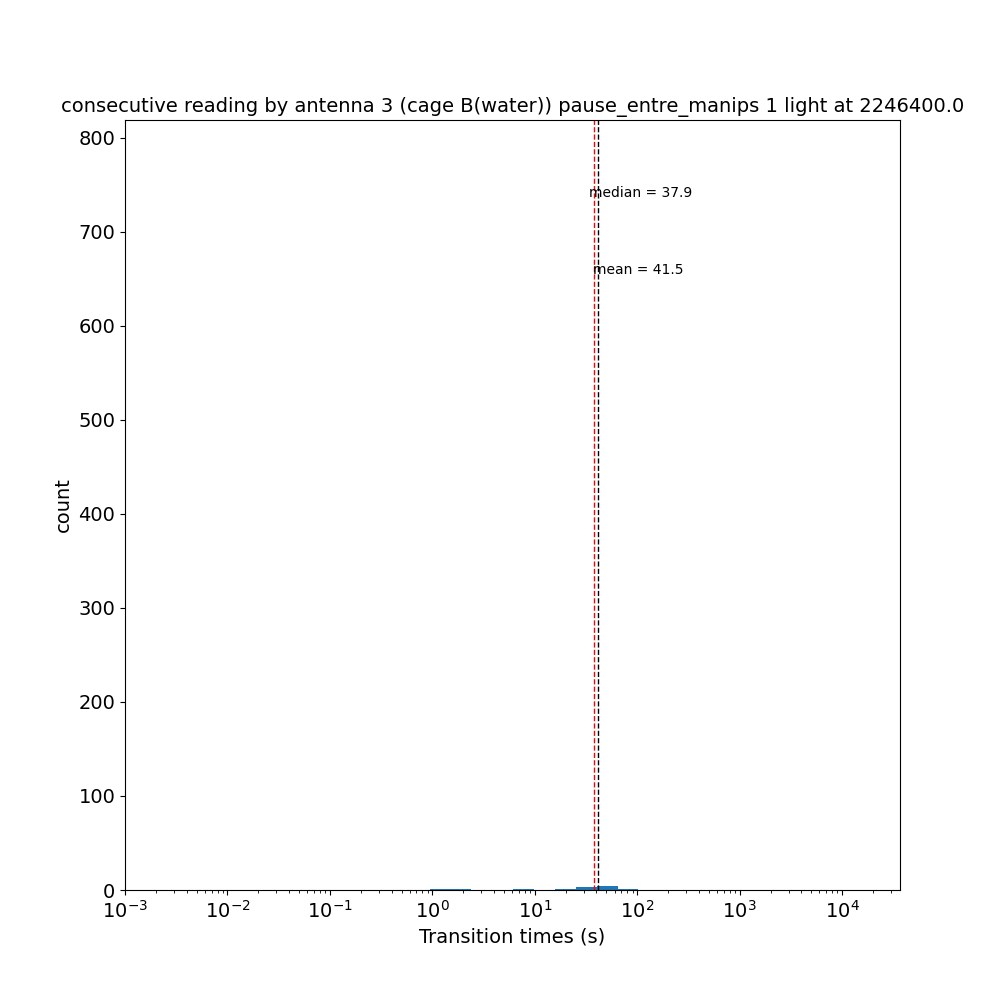 consecutive reading by antenna 3 (cage B(water)) pause_entre_manips 1 light at 2246400.0
800
median = 37.9
700
mean = 41.5
600
500
count
400
300
200
100
0
10⁻³ 10⁻² 10⁻¹ 10⁰ 10¹ 10² 10³ 10⁴
Transition times (s)